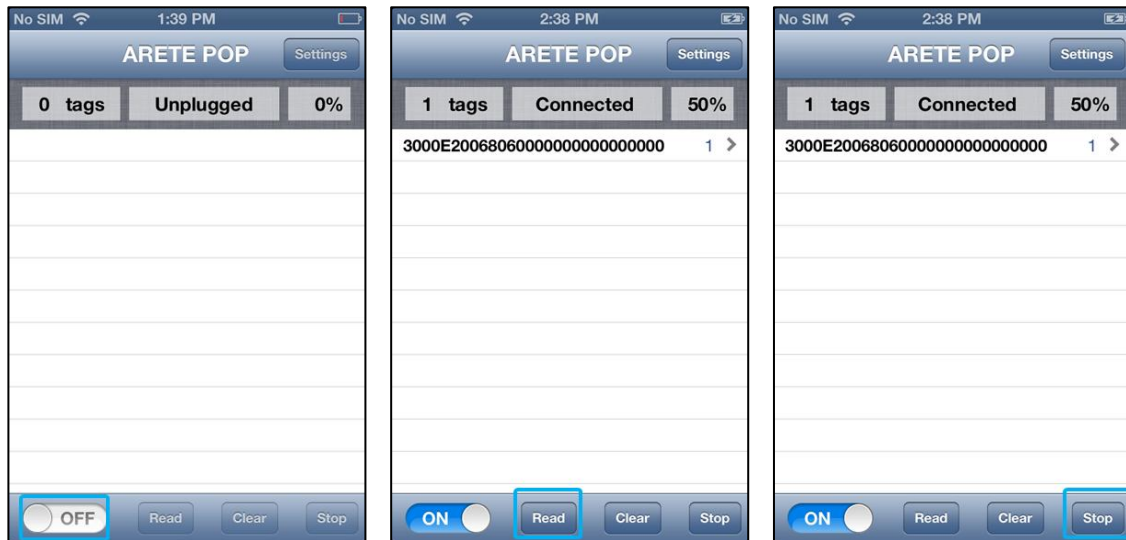 No SIM 1:39 PM
ARETE POP Settings
0 tags Unplugged 0%
OFF Read Clear Stop
No SIM 2:38 PM
ARETE POP Settings
1 tags Connected 50%
3000E20068060000000000000000 1
ON Read Clear Stop
No SIM 2:38 PM
ARETE POP Settings
1 tags Connected 50%
3000E20068060000000000000000 1
ON Read Clear Stop